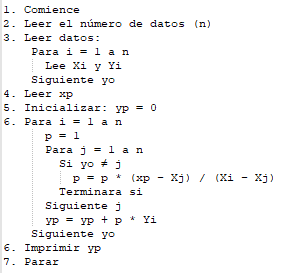 1. Comience
2. Leer el número de datos (n)
3. Leer datos:
Para i = 1 a n
Lee Xi y Yi
Siguiente yo
4. Leer xp
5. Inicializar: yp = 0
6. Para i = 1 a n
p = 1
Para j = 1 a n
Si yo ≠ j
p = p * (xp - Xj) / (Xi - Xj)
Terminara si
Siguiente j
yp = yp + p * Yi
Siguiente yo
6. Imprimir yp
7. Parar